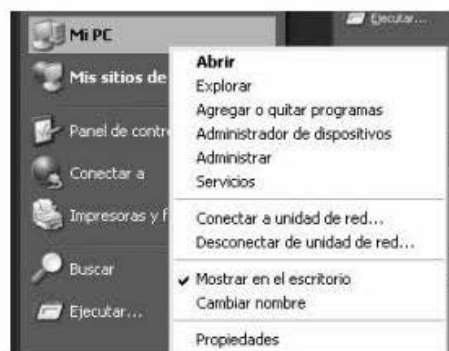 Mi PC
Mis sitios de
Panel de contr
Conectar a
Impresoras y f
Buscar
Ejecutar...
Abrir
Explorar
Agregar o quitar programas
Administrador de dispositivos
Administrar
Servicios
Conectar a unidad de red...
Desconectar de unidad de red...
Mostrar en el escritorio
Cambiar nombre
Propiedades
Ejecutar...